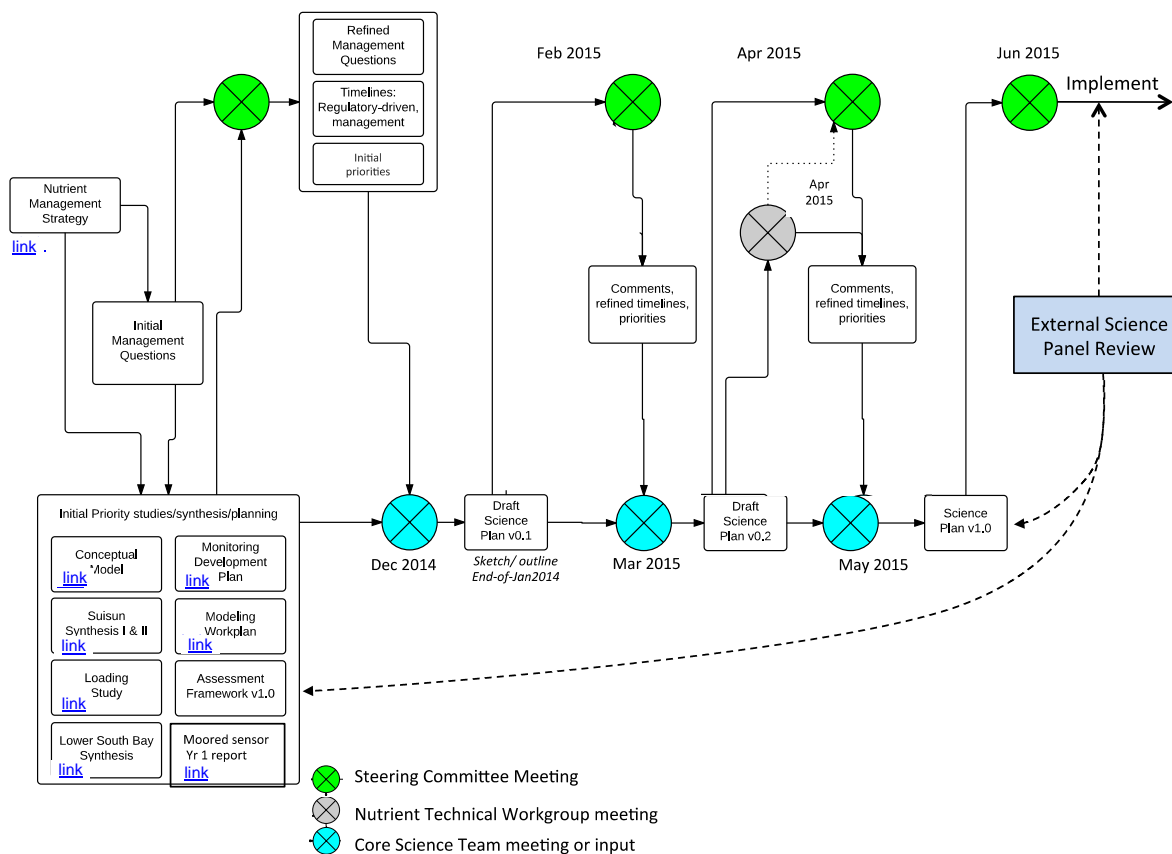 Refined
Management
Questions
Timelines:
Regulatory-driven,
management
Initial
priorities
Feb 2015
Apr 2015
Jun 2015
Implement
Nutrient
Management
Strategy
link .
Initial
Management
Questions
Apr
2015
Comments,
refined timelines,
priorities
Comments,
refined timelines,
priorities
External Science
Panel Review
Initial Priority studies/synthesis/planning
Conceptual
Model
link
Monitoring
Development
Plan
link
Suisun
Synthesis I & II
link
Modeling
Workplan
link
Loading
Study
link
Assessment
Framework v1.0
Lower South Bay
Synthesis
link
Moored sensor
Yr 1 report
link
Dec 2014
Draft
Science
Plan v0.1
Sketch/ outline
End-of-Jan2014
Mar 2015
Draft
Science
Plan v0.2
May 2015
Science
Plan v1.0
Steering Committee Meeting
Nutrient Technical Workgroup meeting
Core Science Team meeting or input